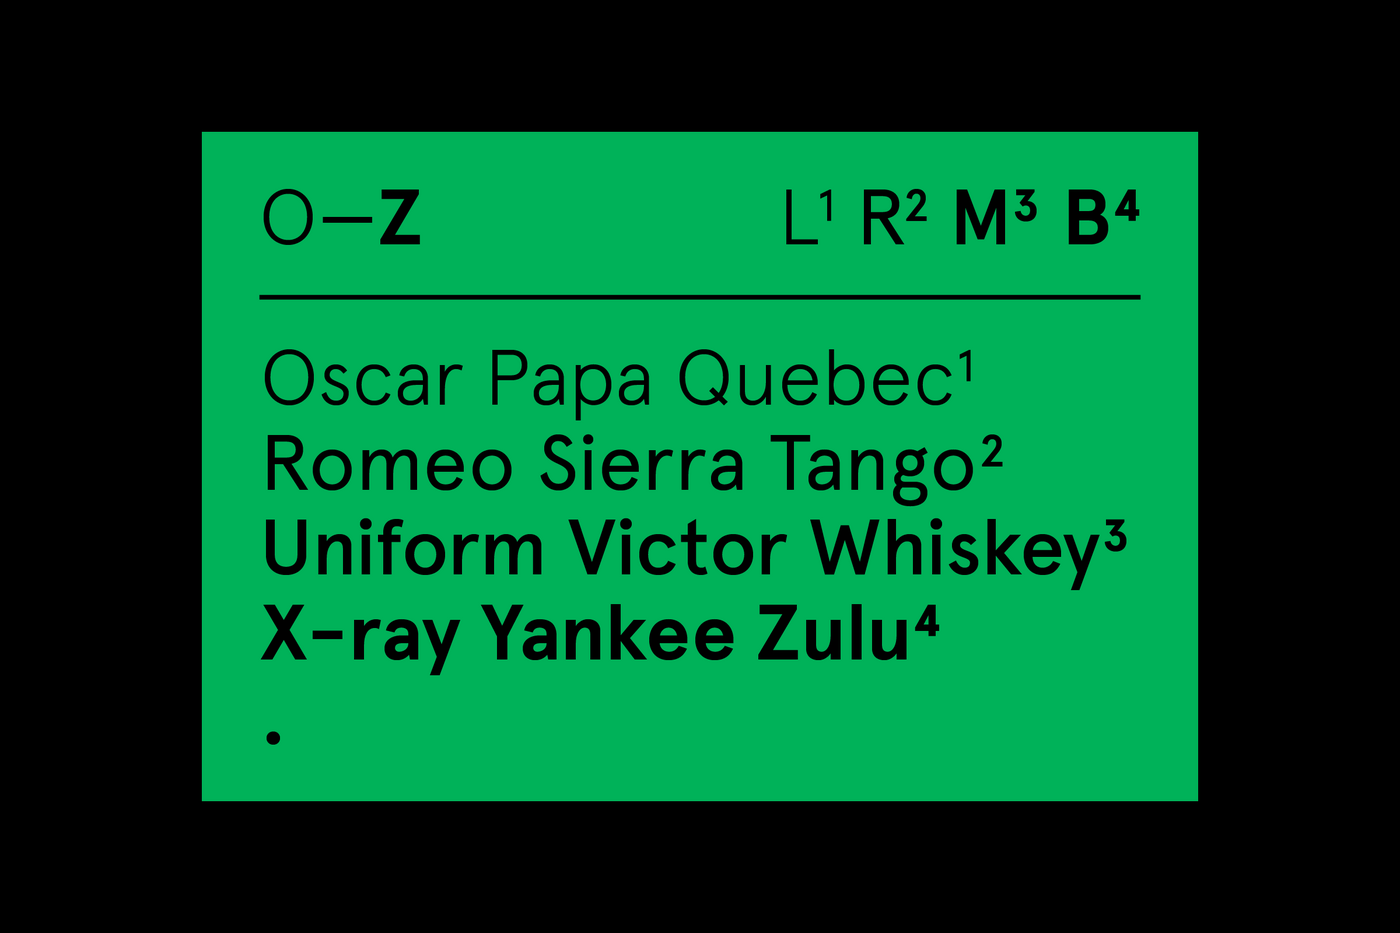 O—Z L¹ R² M³ B⁴
Oscar Papa Quebec¹
Romeo Sierra Tango²
Uniform Victor Whiskey³
X-ray Yankee Zulu⁴
.